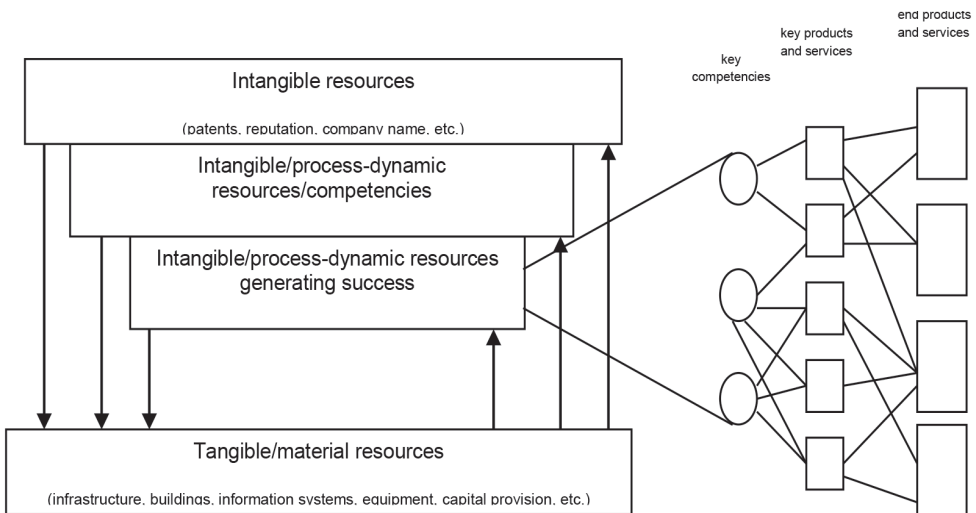 Intangible resources
(patents, reputation, company name, etc.)
Intangible/process-dynamic
resources/competencies
Intangible/process-dynamic resources
generating success
Tangible/material resources
(infrastructure, buildings, information systems, equipment, capital provision, etc.)
key
competencies
key products
and services
end products
and services